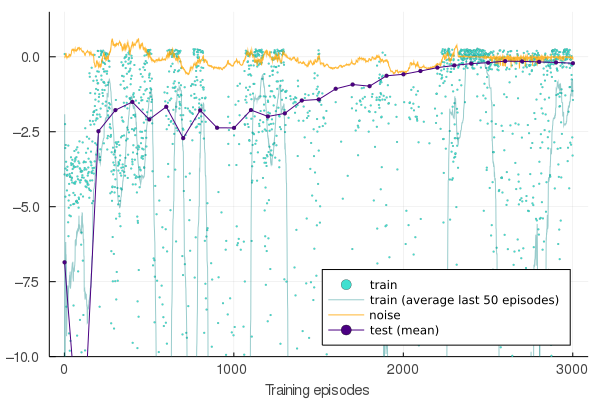 0.0
−2.5
−5.0
−7.5
−10.0
train
train (average last 50 episodes)
noise
test (mean)
0 1000 2000 3000
Training episodes